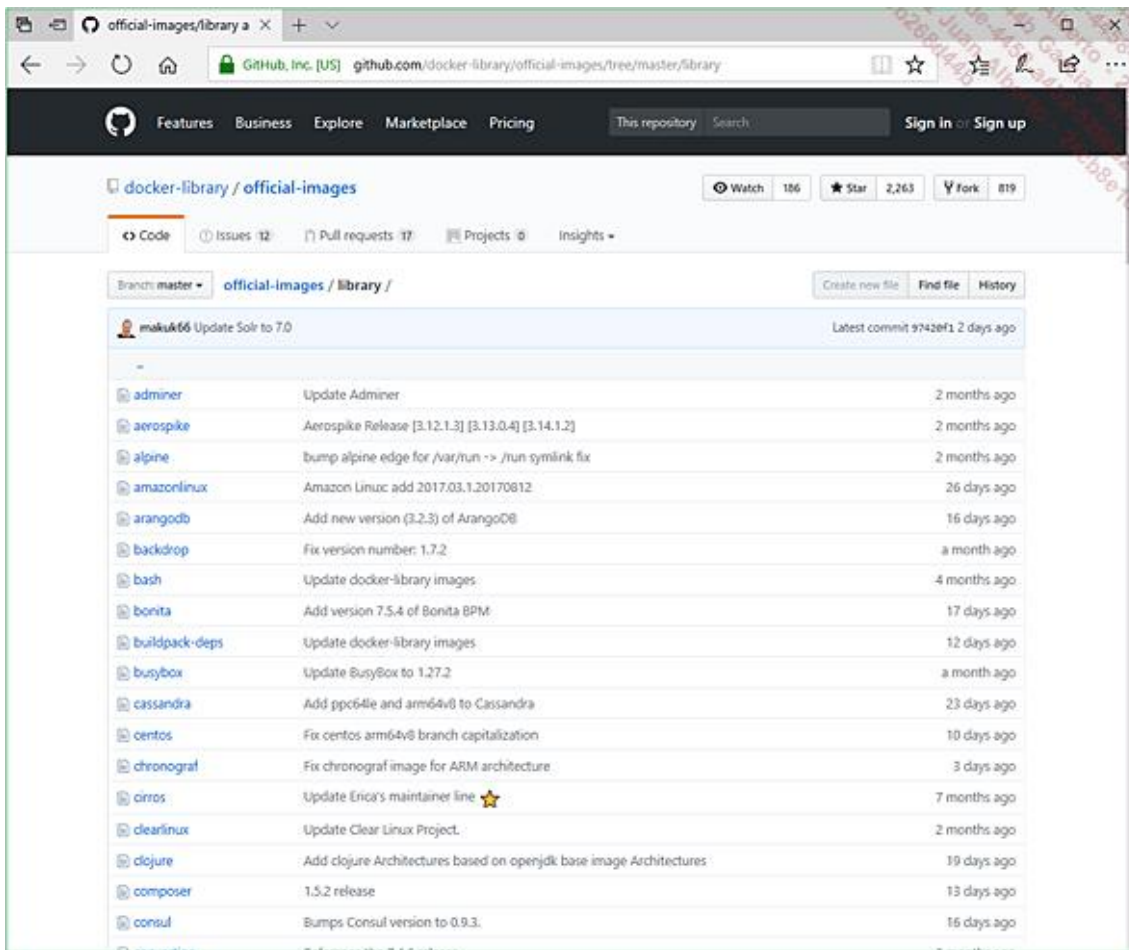 official-images/library a
GitHub, Inc. [US] github.com/docker-library/official-images/tree/master/library
Features Business Explore Marketplace Pricing This repository Search Sign in or Sign up
docker-library / official-images Watch 186 Star 2,263 Fork 819
Code Issues 12 Pull requests 17 Projects 0 Insights
Branch: master official-images / library / Create new file Find file History
makuk66 Update Solr to 7.0 Latest commit 97420f1 2 days ago
..
adminer Update Adminer 2 months ago
aerospike Aerospike Release [3.12.1.3] [3.13.0.4] [3.14.1.2] 2 months ago
alpine bump alpine edge for /var/run -> /run symlink fix 2 months ago
amazonlinux Amazon Linux: add 2017.03.1.20170812 26 days ago
arangodb Add new version (3.2.3) of ArangoDB 16 days ago
backdrop Fix version number: 1.7.2 a month ago
bash Update docker-library images 4 months ago
bonita Add version 7.5.4 of Bonita BPM 17 days ago
buildpack-deps Update docker-library images 12 days ago
busybox Update BusyBox to 1.27.2 a month ago
cassandra Add ppc64le and arm64v8 to Cassandra 23 days ago
centos Fix centos arm64v8 branch capitalization 10 days ago
chronograf Fix chronograf image for ARM architecture 3 days ago
cirros Update Erica's maintainer line 7 months ago
clearlinux Update Clear Linux Project. 2 months ago
clojure Add clojure Architectures based on openjdk base image Architectures 19 days ago
composer 1.5.2 release 13 days ago
consul Bumps Consul version to 0.9.3. 16 days ago